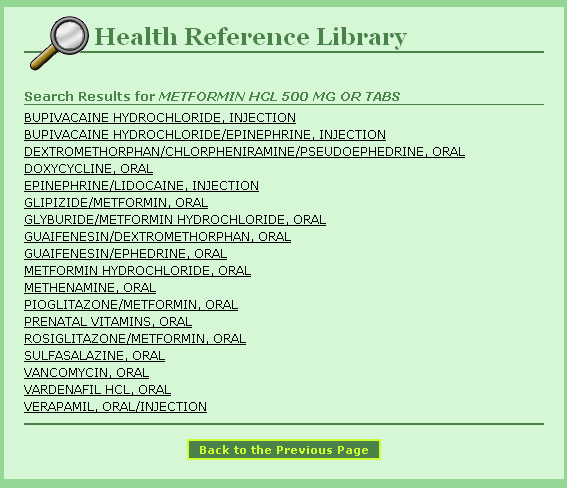 Health Reference Library
Search Results for METFORMIN HCL 500 MG OR TABS
BUPIVACAINE HYDROCHLORIDE, INJECTION
BUPIVACAINE HYDROCHLORIDE/EPINEPHRINE, INJECTION
DEXTROMETHORPHAN/CHLORPHENIRAMINE/PSEUDOEPHEDRINE, ORAL
DOXYCYCLINE, ORAL
EPINEPHRINE/LIDOCAINE, INJECTION
GLIPIZIDE/METFORMIN, ORAL
GLYBURIDE/METFORMIN HYDROCHLORIDE, ORAL
GUAIFENESIN/DEXTROMETHORPHAN, ORAL
GUAIFENESIN/EPHEDRINE, ORAL
METFORMIN HYDROCHLORIDE, ORAL
METHENAMINE, ORAL
PIOGLITAZONE/METFORMIN, ORAL
PRENATAL VITAMINS, ORAL
ROSIGLITAZONE/METFORMIN, ORAL
SULFASALAZINE, ORAL
VANCOMYCIN, ORAL
VARDENAFIL HCL, ORAL
VERAPAMIL, ORAL/INJECTION
Back to the Previous Page